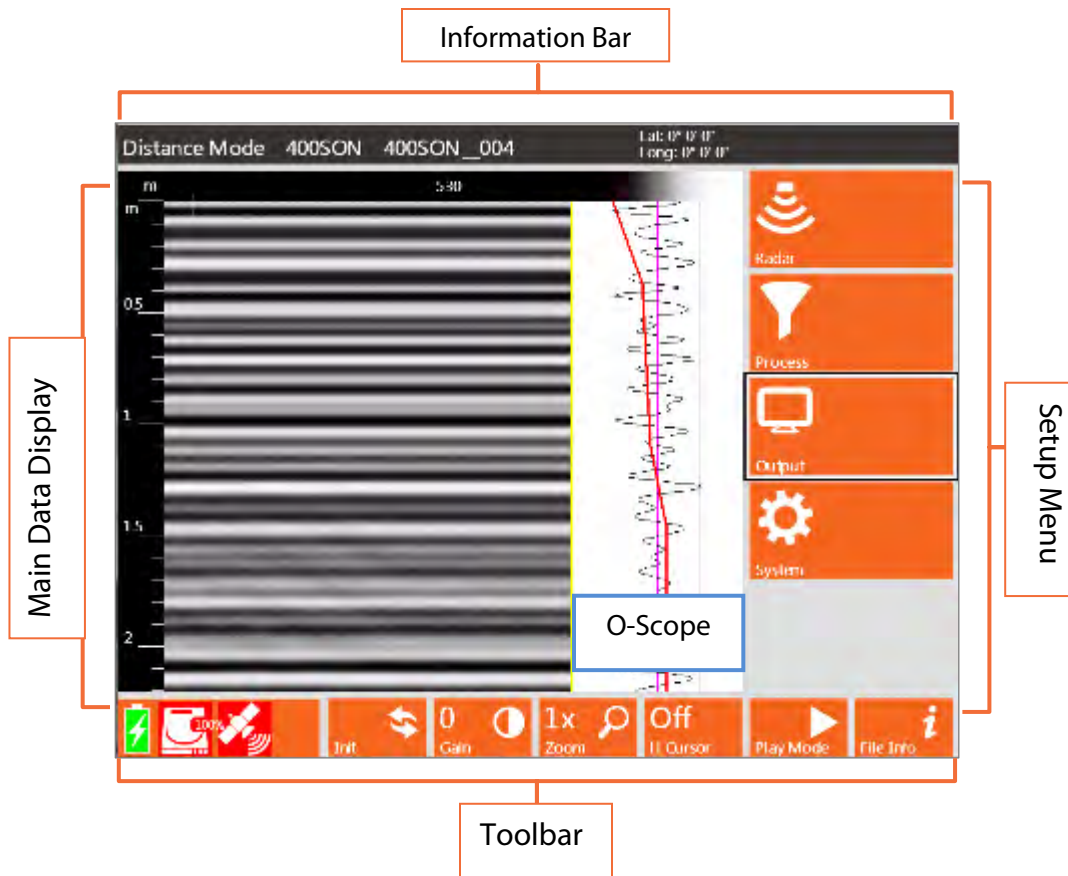 Information Bar
Distance Mode 400SON 400SON__004
Lat: 0° 0' 0"
Long: 0° 0' 0"
m 530
m
0.5
1
1.5
2
Radar
Process
Output
System
Main Data Display
Setup Menu
O-Scope
100%
Init
0
Gain
1x
Zoom
Off
Cursor
Play Mode
File Info
Toolbar